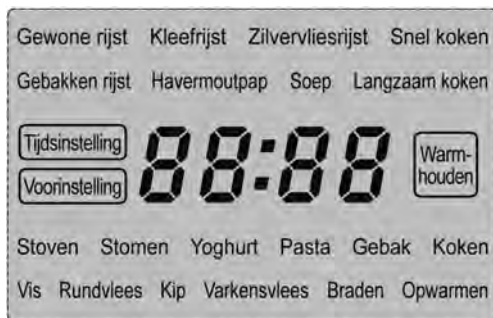 Gewone rijst Kleefrijst Zilvervliesrijst Snel koken
Gebakken rijst Havermoutpap Soep Langzaam koken
Tijdsinstelling
Voorinstelling
88:88
Warm-
houden
Stoven Stomen Yoghurt Pasta Gebak Koken
Vis Rundvlees Kip Varkensvlees Braden Opwarmen